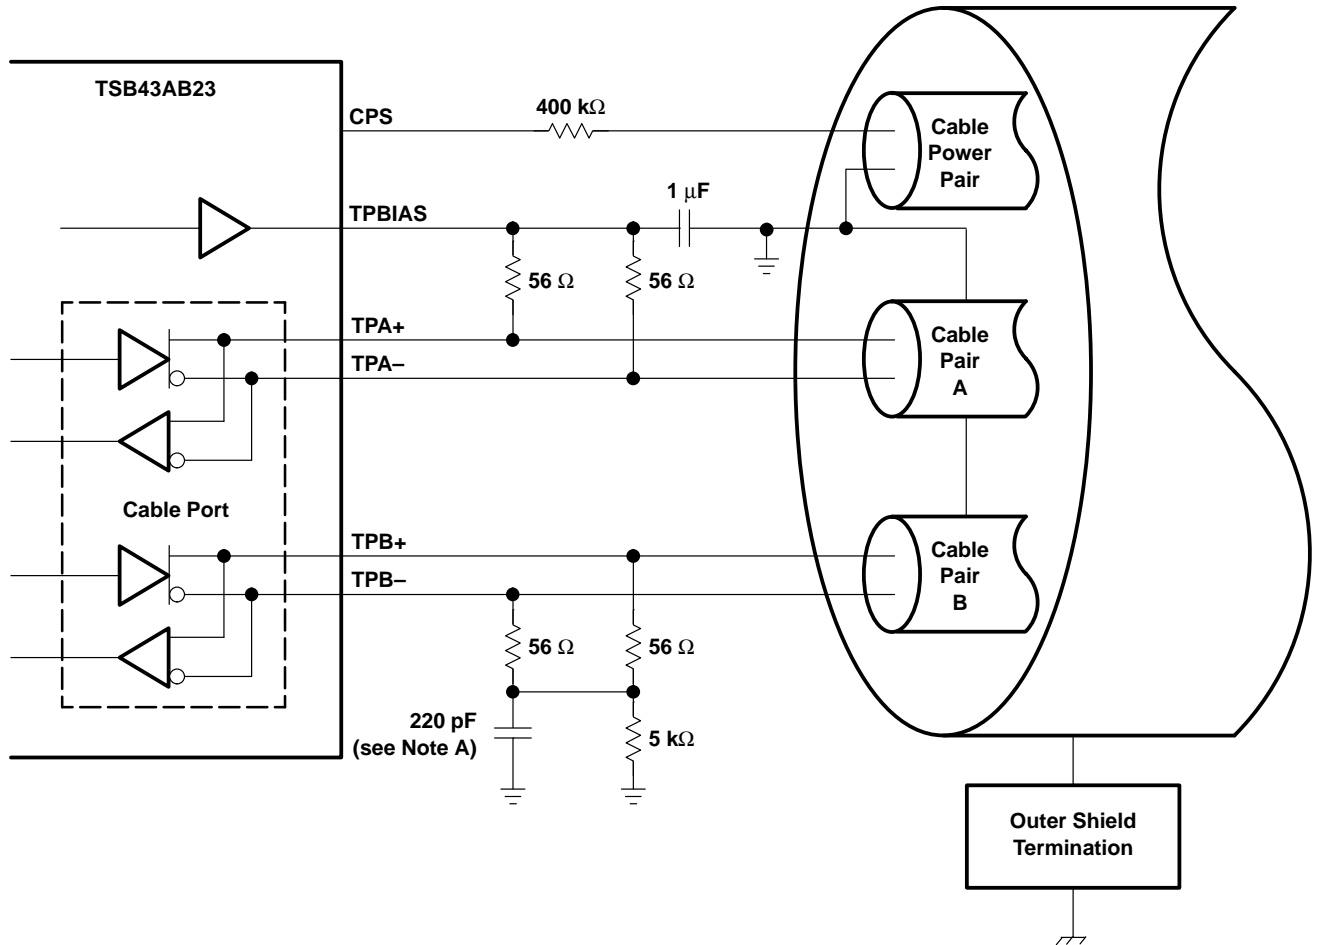 TSB43AB23
CPS
400 kΩ
Cable
Power
Pair
TPBIAS
1 μF
56 Ω
56 Ω
TPA+
TPA–
Cable
Pair
A
Cable Port
TPB+
TPB–
Cable
Pair
B
56 Ω
56 Ω
220 pF
(see Note A)
5 kΩ
Outer Shield
Termination